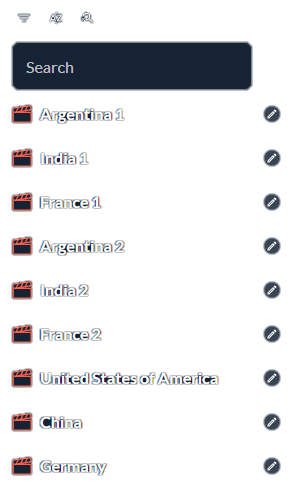 Search
Argentina 1
India 1
France 1
Argentina 2
India 2
France 2
United States of America
China
Germany